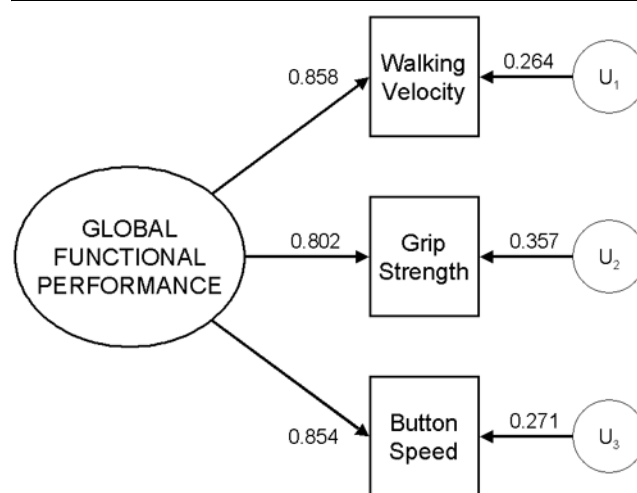 Walking
Velocity
0.858
0.264
U1
GLOBAL
FUNCTIONAL
PERFORMANCE
0.802
Grip
Strength
0.357
U2
0.854
Button
Speed
0.271
U3